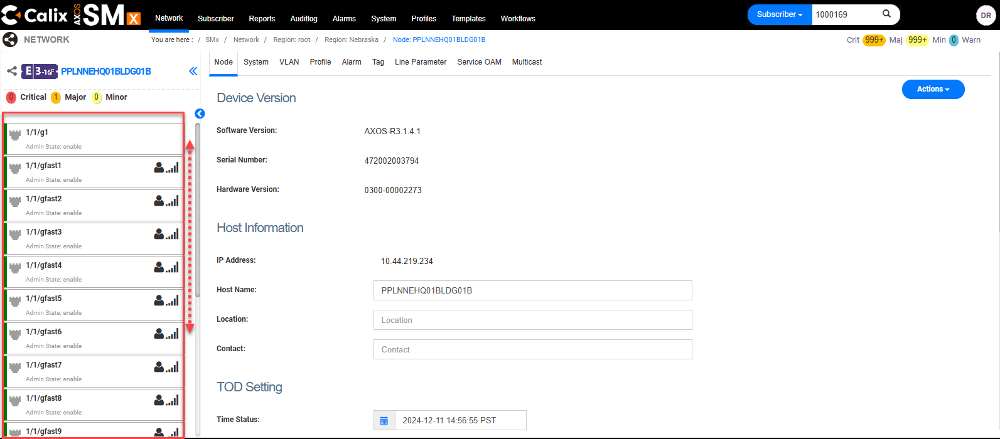 Calix AXOS SMx
Network Subscriber Reports Auditlog Alarms System Profiles Templates Workflows
Subscriber 1000169
DR
NETWORK
You are here : / SMx / Network / Region: root / Region: Nebraska / Node: PPLNNEHQ01BLDG01B
Crit 999+ Maj 999+ Min 0 Warn
E3-16F PPLNNEHQ01BLDG01B
0 Critical 1 Major 0 Minor
1/1/g1
Admin State: enable
1/1/gfast1
Admin State: enable
1/1/gfast2
Admin State: enable
1/1/gfast3
Admin State: enable
1/1/gfast4
Admin State: enable
1/1/gfast5
Admin State: enable
1/1/gfast6
Admin State: enable
1/1/gfast7
Admin State: enable
1/1/gfast8
Admin State: enable
1/1/gfast9
Node System VLAN Profile Alarm Tag Line Parameter Service OAM Multicast
Actions
Device Version
Software Version: AXOS-R3.1.4.1
Serial Number: 472002003794
Hardware Version: 0300-00002273
Host Information
IP Address: 10.44.219.234
Host Name: PPLNNEHQ01BLDG01B
Location: Location
Contact: Contact
TOD Setting
Time Status: 2024-12-11 14:56:55 PST